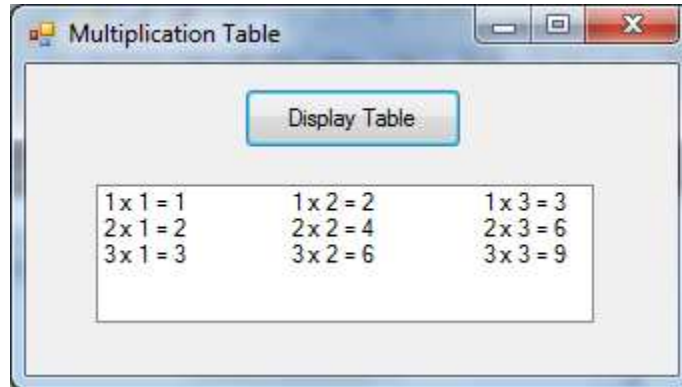 Multiplication Table
Display Table
1 x 1 = 1 1 x 2 = 2 1 x 3 = 3
2 x 1 = 2 2 x 2 = 4 2 x 3 = 6
3 x 1 = 3 3 x 2 = 6 3 x 3 = 9